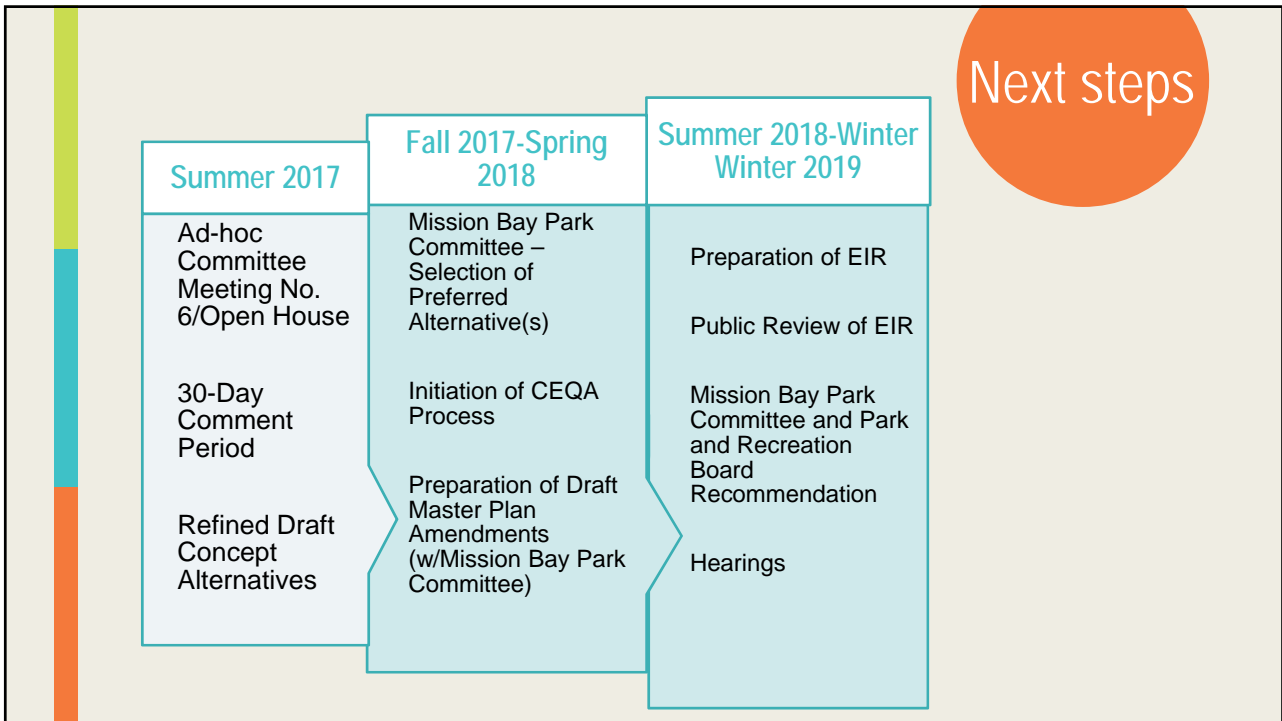 Next steps
Summer 2017
Ad-hoc
Committee
Meeting No.
6/Open House
30-Day
Comment
Period
Refined Draft
Concept
Alternatives
Fall 2017-Spring
2018
Mission Bay Park
Committee –
Selection of
Preferred
Alternative(s)
Initiation of CEQA
Process
Preparation of Draft
Master Plan
Amendments
(w/Mission Bay Park
Committee)
Summer 2018-Winter
Winter 2019
Preparation of EIR
Public Review of EIR
Mission Bay Park
Committee and Park
and Recreation
Board
Recommendation
Hearings